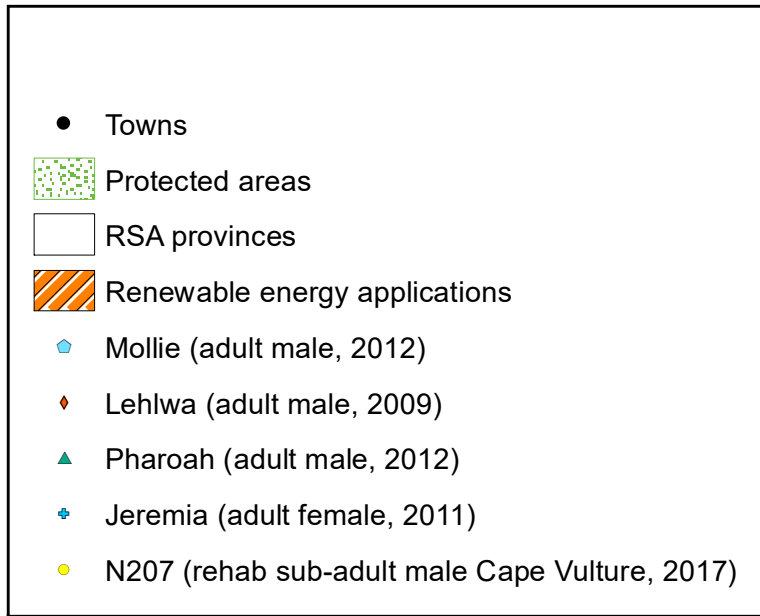 Towns
Protected areas
RSA provinces
Renewable energy applications
Mollie (adult male, 2012)
Lehlwa (adult male, 2009)
Pharoah (adult male, 2012)
Jeremia (adult female, 2011)
N207 (rehab sub-adult male Cape Vulture, 2017)